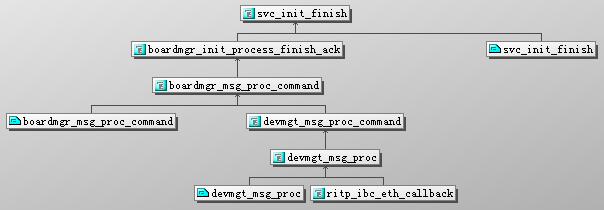 svc_init_finish
boardmgr_init_process_finish_ack
svc_init_finish
boardmgr_msg_proc_command
boardmgr_msg_proc_command
devmgt_msg_proc_command
devmgt_msg_proc
devmgt_msg_proc
ritp_ibc_eth_callback